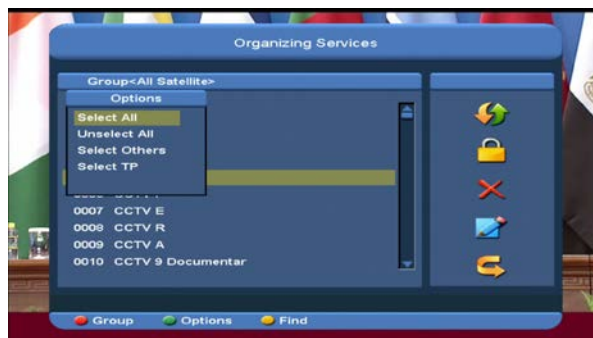 Organizing Services
Group<All Satellite>
Options
Select All
Unselect All
Select Others
Select TP
0007 CCTV E
0008 CCTV R
0009 CCTV A
0010 CCTV 9 Documentar
Group Options Find